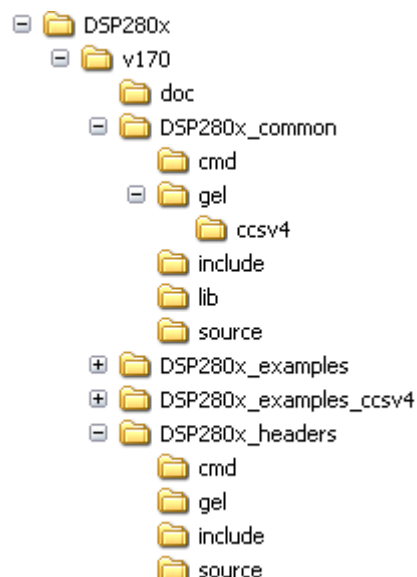 DSP280x
v170
doc
DSP280x_common
cmd
gel
ccsv4
include
lib
source
DSP280x_examples
DSP280x_examples_ccsv4
DSP280x_headers
cmd
gel
include
source